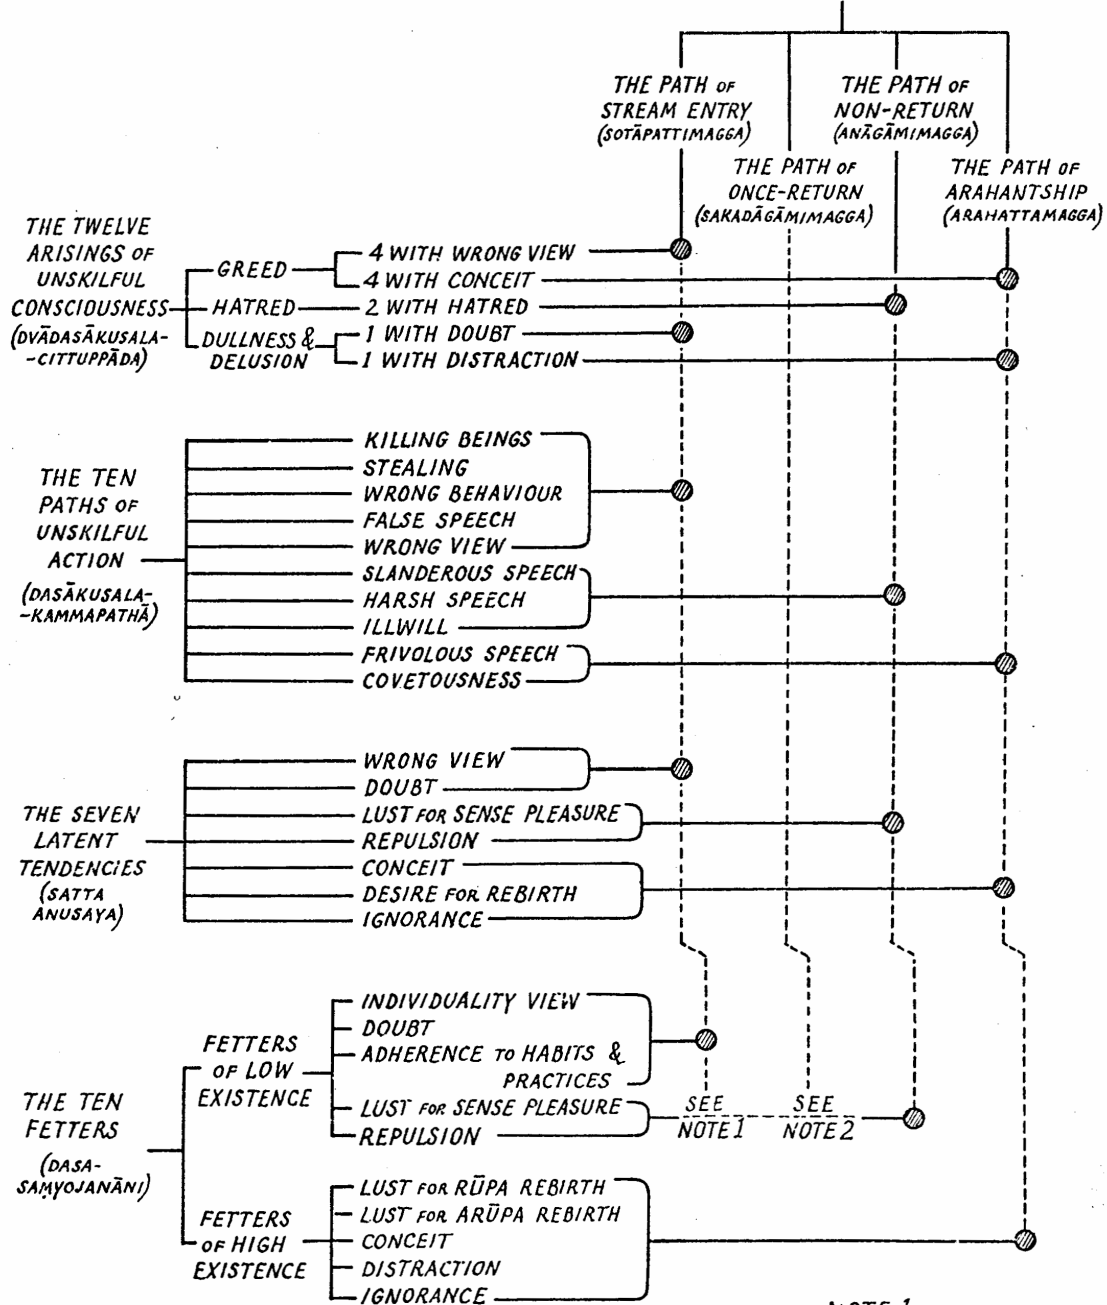 THE PATH OF
STREAM ENTRY
(SOTĀPATTIMAGGA)
THE PATH OF
NON-RETURN
(ANĀGĀMIMAGGA)
THE PATH OF
ONCE-RETURN
(SAKADĀGĀMIMAGGA)
THE PATH OF
ARAHANTSHIP
(ARAHATTAMAGGA)
THE TWELVE
ARISINGS OF
UNSKILFUL
CONSCIOUSNESS
(DVĀDASĀKUSALA-
-CITTUPPĀDA)
GREED
4 WITH WRONG VIEW
4 WITH CONCEIT
HATRED
2 WITH HATRED
DULLNESS &
DELUSION
1 WITH DOUBT
1 WITH DISTRACTION
THE TEN
PATHS OF
UNSKILFUL
ACTION
(DASĀKUSALA-
-KAMMAPATHĀ)
KILLING BEINGS
STEALING
WRONG BEHAVIOUR
FALSE SPEECH
WRONG VIEW
SLANDEROUS SPEECH
HARSH SPEECH
ILLWILL
FRIVOLOUS SPEECH
COVETOUSNESS
THE SEVEN
LATENT
TENDENCIES
(SATTA
ANUSAYA)
WRONG VIEW
DOUBT
LUST FOR SENSE PLEASURE
REPULSION
CONCEIT
DESIRE FOR REBIRTH
IGNORANCE
THE TEN
FETTERS
(DASA-
SAṂYOJANĀNI)
FETTERS
OF LOW
EXISTENCE
INDIVIDUALITY VIEW
DOUBT
ADHERENCE TO HABITS &
PRACTICES
LUST FOR SENSE PLEASURE
REPULSION
SEE
NOTE 1
SEE
NOTE 2
FETTERS
OF HIGH
EXISTENCE
LUST FOR RŪPA REBIRTH
LUST FOR ARŪPA REBIRTH
CONCEIT
DISTRACTION
IGNORANCE
NOTE 1